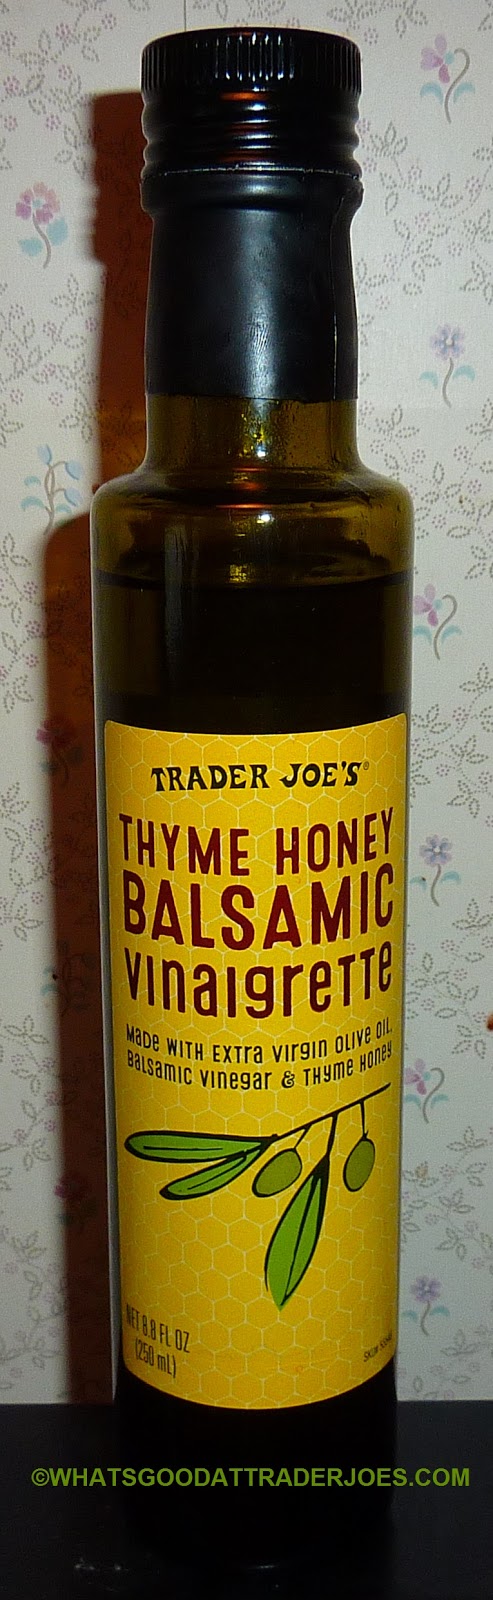 TRADER JOE'S®
THYME HONEY
BALSAMIC
vinaigrette
MADE WITH EXTRA VIRGIN OLIVE OIL,
BALSAMIC VINEGAR & THYME HONEY
NET 8.8 FL OZ
(250 mL)
SKU#
©WHATSGOODATTRADERJOES.COM